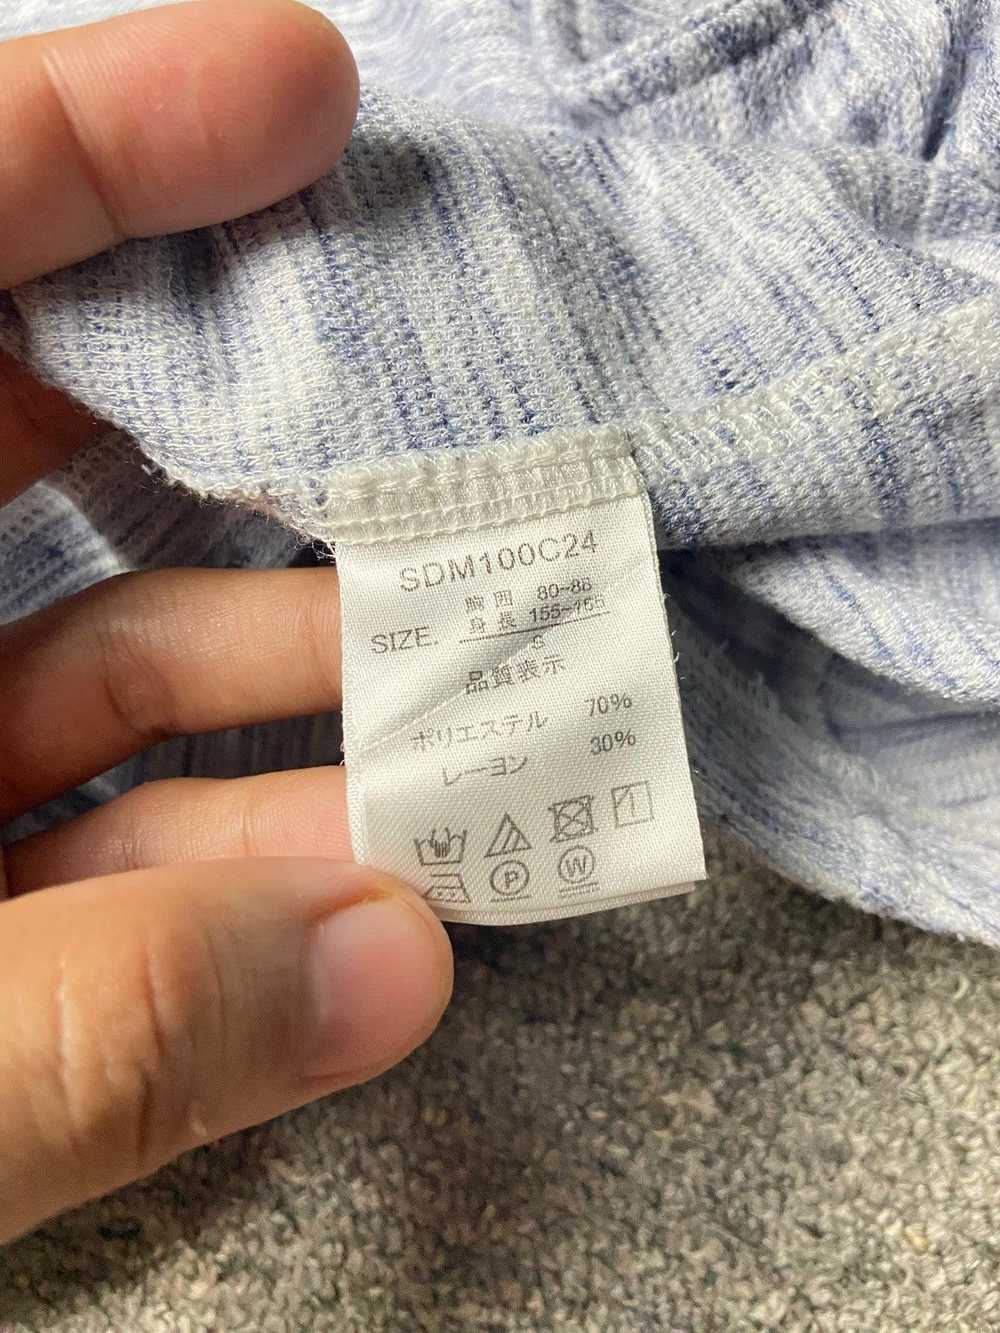 SDM100C24
胸囲 80~88
SIZE. 身長 155~165
S
品質表示
ポリエステル 70%
レーヨン 30%
P W